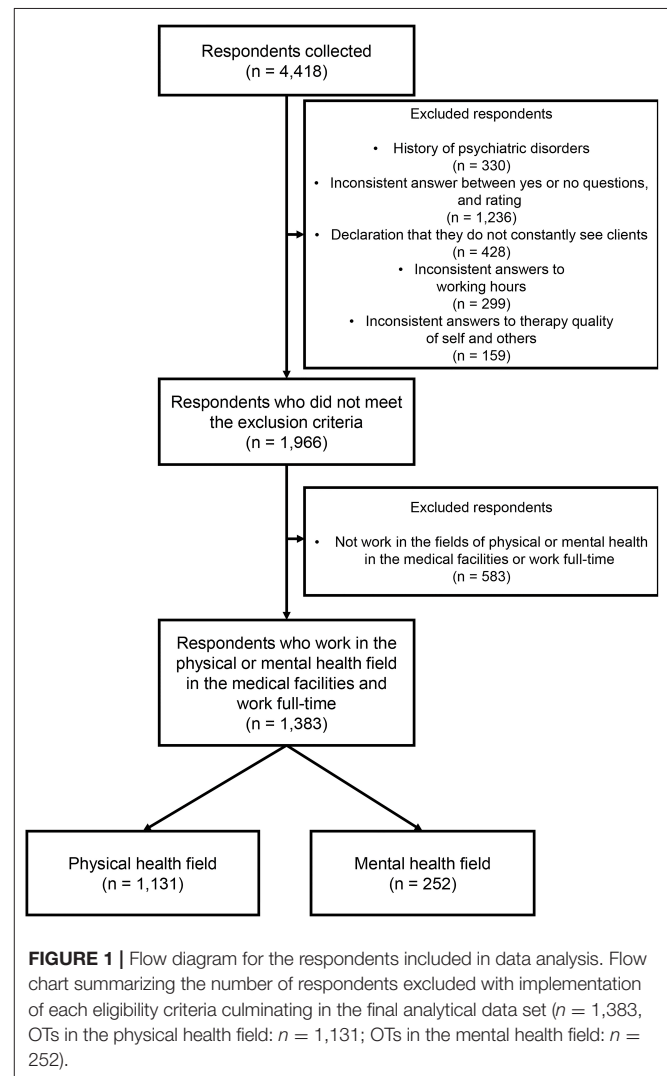 Respondents collected
(n = 4,418)
Excluded respondents
• History of psychiatric disorders
(n = 330)
• Inconsistent answer between yes or no questions,
and rating
(n = 1,236)
• Declaration that they do not constantly see clients
(n = 428)
• Inconsistent answers to
working hours
(n = 299)
• Inconsistent answers to therapy quality
of self and others
(n = 159)
Respondents who did not meet
the exclusion criteria
(n = 1,966)
Excluded respondents
• Not work in the fields of physical or mental health
in the medical facilities or work full-time
(n = 583)
Respondents who work in the
physical or mental health field
in the medical facilities and
work full-time
(n = 1,383)
Physical health field
(n = 1,131)
Mental health field
(n = 252)
FIGURE 1 | Flow diagram for the respondents included in data analysis. Flow
chart summarizing the number of respondents excluded with implementation
of each eligibility criteria culminating in the final analytical data set (n = 1,383,
OTs in the physical health field: n = 1,131; OTs in the mental health field: n =
252).